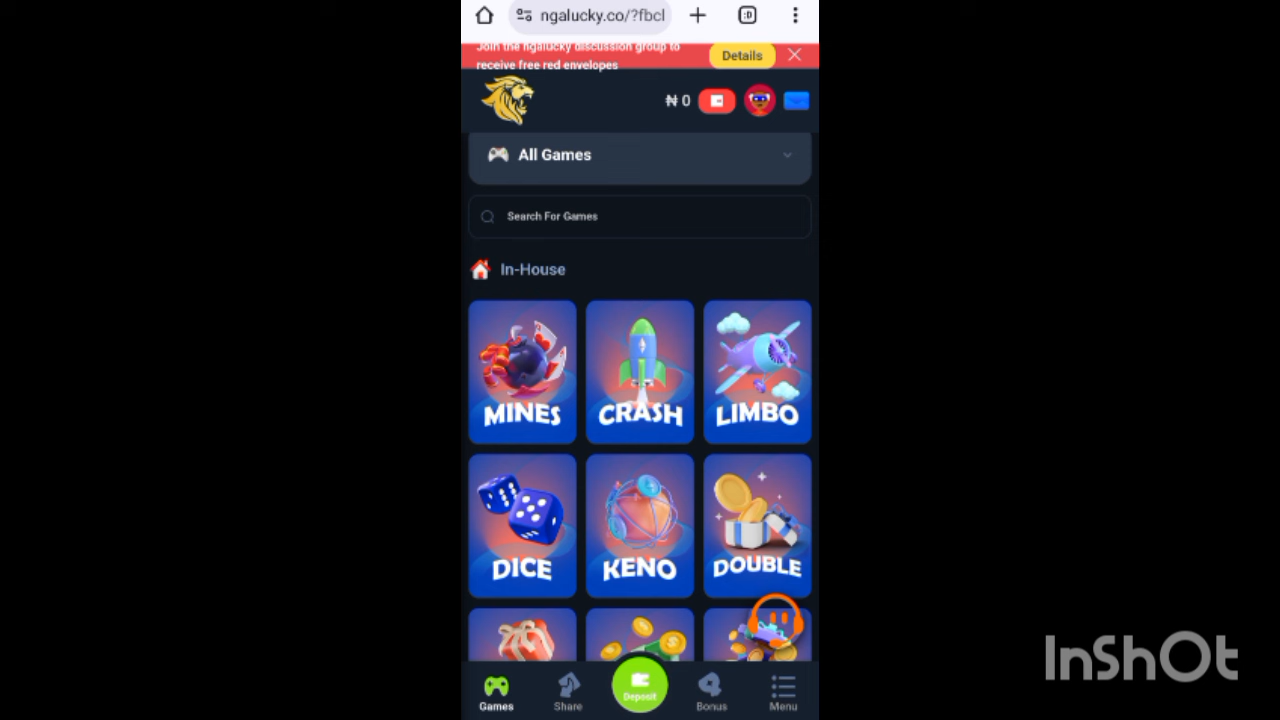 ngalucky.co/?fbcl
:D
Join the ngalucky discussion group to
receive free red envelopes
Details
₦ 0
All Games
Search For Games
In-House
MINES
CRASH
LIMBO
DICE
KENO
DOUBLE
Games
Share
Deposit
Bonus
Menu
InShOt